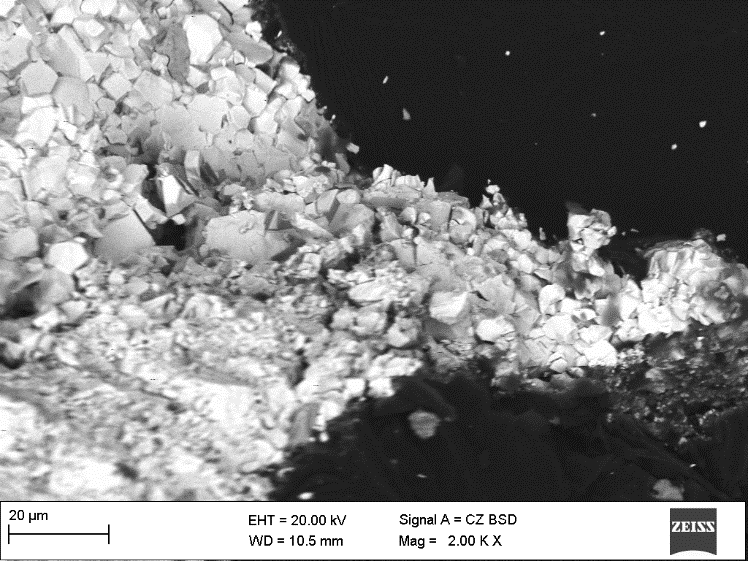 20 µm
EHT = 20.00 kV
Signal A = CZ BSD
WD = 10.5 mm
Mag = 2.00 K X
ZEISS